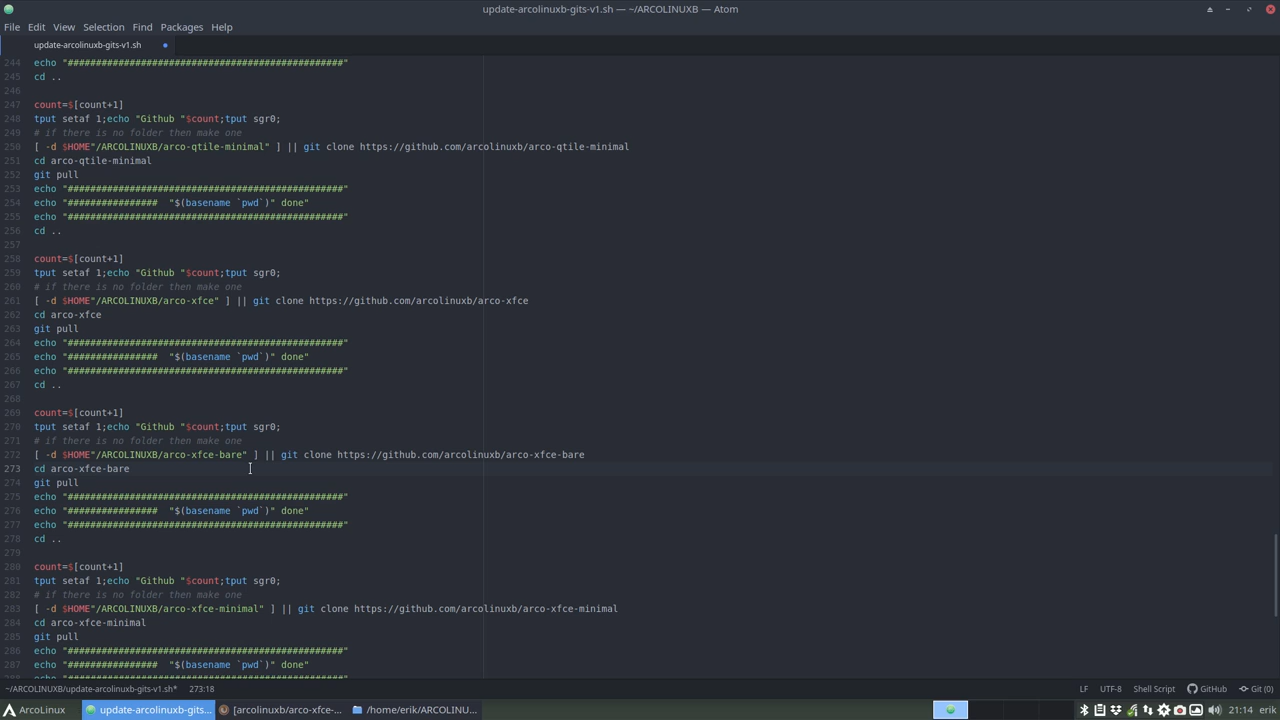 update-arcolinuxb-gits-v1.sh — ~/ARCOLINUXB — Atom
File Edit View Selection Find Packages Help
update-arcolinuxb-gits-v1.sh
244 echo "#################################################"
245 cd ..
246
247 count=$[count+1]
248 tput setaf 1;echo "Github "$count;tput sgr0;
249 # if there is no folder then make one
250 [ -d $HOME"/ARCOLINUXB/arco-qtile-minimal" ] || git clone https://github.com/arcolinuxb/arco-qtile-minimal
251 cd arco-qtile-minimal
252 git pull
253 echo "#################################################"
254 echo "################  "$(basename `pwd`)" done"
255 echo "#################################################"
256 cd ..
257
258 count=$[count+1]
259 tput setaf 1;echo "Github "$count;tput sgr0;
260 # if there is no folder then make one
261 [ -d $HOME"/ARCOLINUXB/arco-xfce" ] || git clone https://github.com/arcolinuxb/arco-xfce
262 cd arco-xfce
263 git pull
264 echo "#################################################"
265 echo "################  "$(basename `pwd`)" done"
266 echo "#################################################"
267 cd ..
268
269 count=$[count+1]
270 tput setaf 1;echo "Github "$count;tput sgr0;
271 # if there is no folder then make one
272 [ -d $HOME"/ARCOLINUXB/arco-xfce-bare" ] || git clone https://github.com/arcolinuxb/arco-xfce-bare
273 cd arco-xfce-bare
274 git pull
275 echo "#################################################"
276 echo "################  "$(basename `pwd`)" done"
277 echo "#################################################"
278 cd ..
279
280 count=$[count+1]
281 tput setaf 1;echo "Github "$count;tput sgr0;
282 # if there is no folder then make one
283 [ -d $HOME"/ARCOLINUXB/arco-xfce-minimal" ] || git clone https://github.com/arcolinuxb/arco-xfce-minimal
284 cd arco-xfce-minimal
285 git pull
286 echo "#################################################"
287 echo "################  "$(basename `pwd`)" done"
~/ARCOLINUXB/update-arcolinuxb-gits-v1.sh* 273:18 LF UTF-8 Shell Script GitHub Git (0)
ArcoLinux update-arcolinuxb-gits... [arcolinuxb/arco-xfce-... /home/erik/ARCOLINU... 21:14 erik